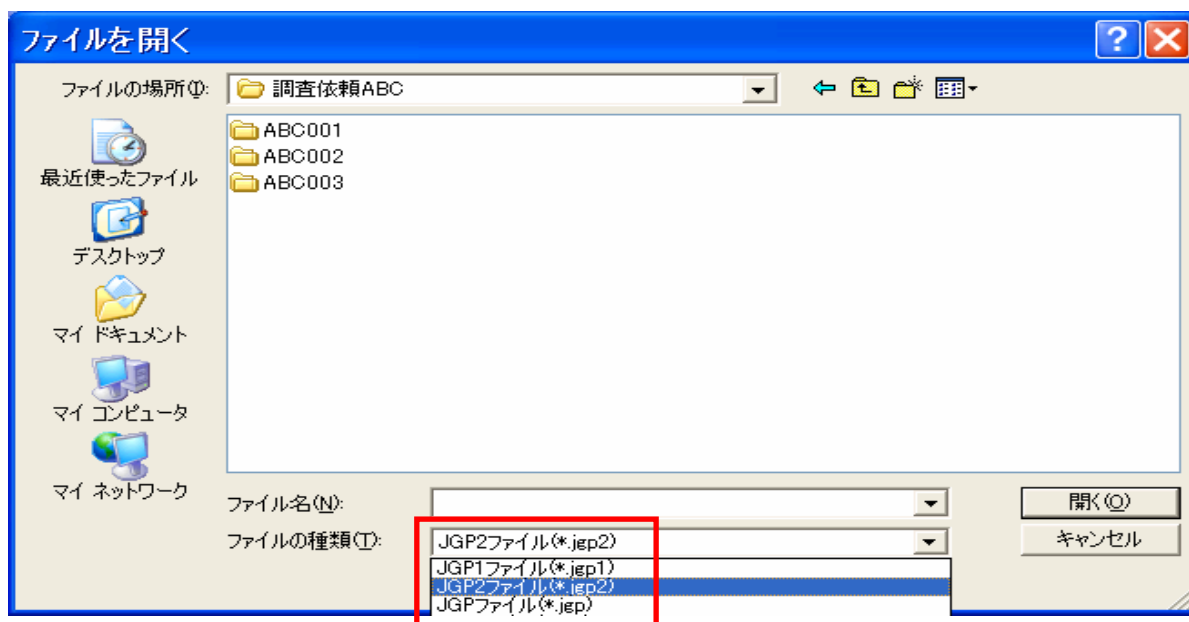 ファイルを開く
ファイルの場所(I):
調査依頼ABC
ABC001
ABC002
ABC003
最近使ったファイル
デスクトップ
マイ ドキュメント
マイ コンピュータ
マイ ネットワーク
ファイル名(N):
開く(O)
ファイルの種類(T):
JGP2ファイル(*.jgp2)
キャンセル
JGP1ファイル(*.jgp1)
JGP2ファイル(*.jgp2)
JGPファイル(*.jgp)